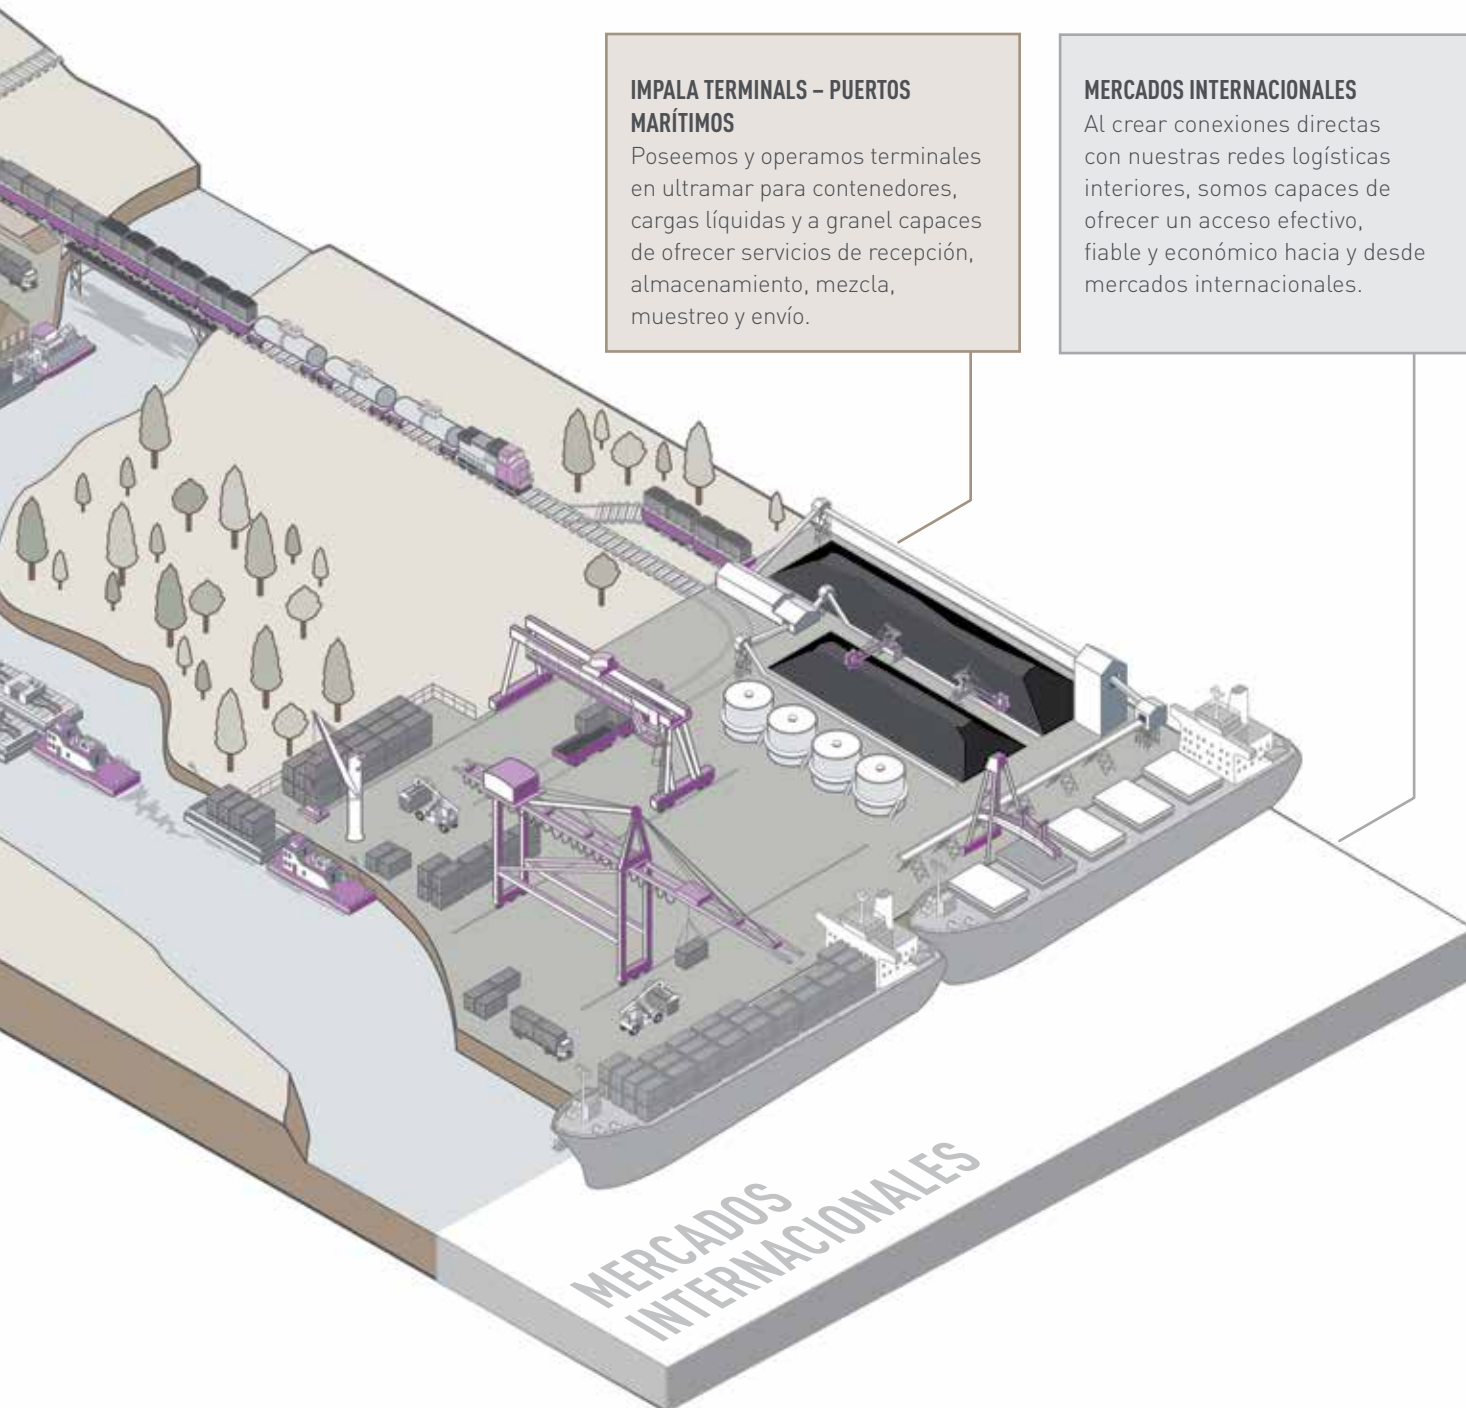 IMPALA TERMINALS – PUERTOS
MARÍTIMOS
Poseemos y operamos terminales
en ultramar para contenedores,
cargas líquidas y a granel capaces
de ofrecer servicios de recepción,
almacenamiento, mezcla,
muestreo y envío.
MERCADOS INTERNACIONALES
Al crear conexiones directas
con nuestras redes logísticas
interiores, somos capaces de
ofrecer un acceso efectivo,
fiable y económico hacia y desde
mercados internacionales.
MERCADOS
INTERNACIONALES